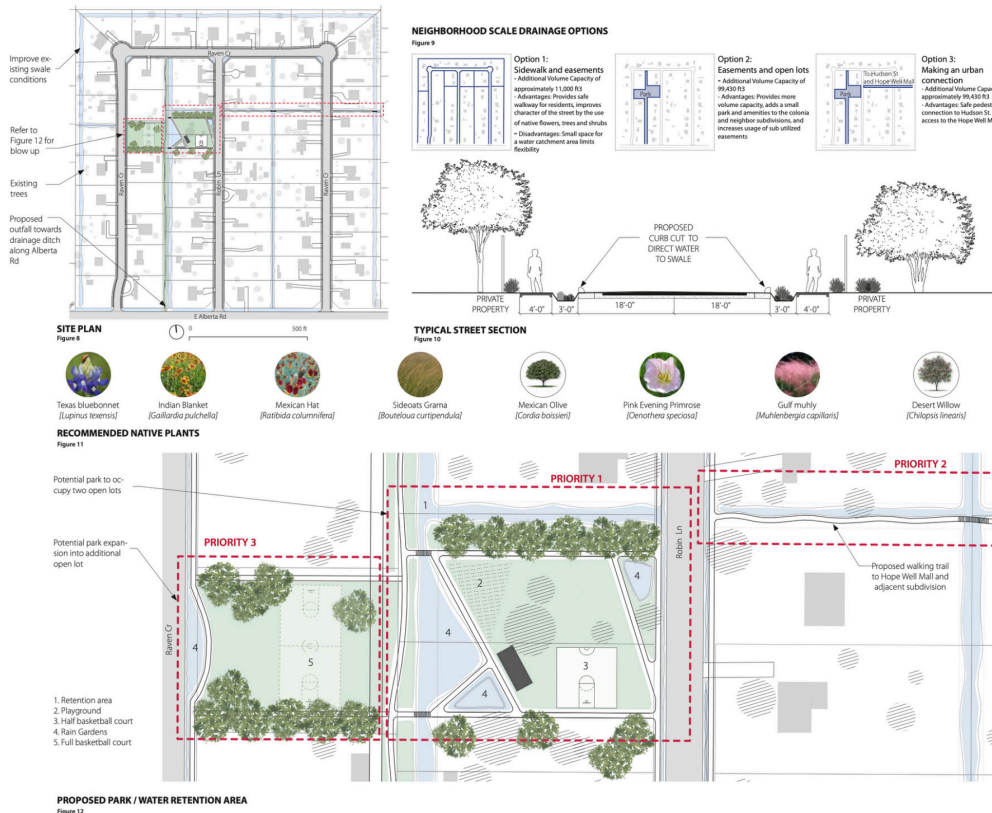 Improve ex-
isting swale
conditions
Refer to
Figure 12 for
blow up
Existing
trees
Proposed
outfall towards
drainage ditch
along Alberta
Rd
Raven Cr
Raven Cr
Robin Ln
Raven Cr
E Alberta Rd
SITE PLAN
Figure 8
0
500 ft
NEIGHBORHOOD SCALE DRAINAGE OPTIONS
Figure 9
Option 1:
Sidewalk and easements
- Additional Volume Capacity of
approximately 11,000 ft3
- Advantages: Provides safe
walkway for residents, improves
character of the street by the use
of native flowers, trees and shrubs
- Disadvantages: Small space for
a water catchment area limits
flexibility
Park
Option 2:
Easements and open lots
- Additional Volume Capacity of
99,430 ft3
- Advantages: Provides more
volume capacity, adds a small
park and amenities to the colonia
and neighbor subdivisions, and
increases usage of sub utilized
easements
To Hudson St
and Hope Well Mall
Park
Option 3:
Making an urban
connection
- Additional Volume Capac
approximately 99,430 ft3
- Advantages: Safe pedest
connection to Hudson St.
access to the Hope Well M
PROPOSED
CURB CUT TO
DIRECT WATER
TO SWALE
PRIVATE
PROPERTY
4'-0"
3'-0"
18'-0"
18'-0"
3'-0"
4'-0"
PRIVATE
PROPERTY
TYPICAL STREET SECTION
Figure 10
Texas bluebonnet
[Lupinus texensis]
Indian Blanket
[Gaillardia pulchella]
Mexican Hat
[Ratibida columnifera]
Sideoats Grama
[Bouteloua curtipendula]
Mexican Olive
[Cordia boissieri]
Pink Evening Primrose
[Oenothera speciosa]
Gulf muhly
[Muhlenbergia capillaris]
Desert Willow
[Chilopsis linearis]
RECOMMENDED NATIVE PLANTS
Figure 11
Potential park to oc-
cupy two open lots
Potential park expan-
sion into additional
open lot
PRIORITY 3
PRIORITY 1
PRIORITY 2
Raven Cr
Robin Ln
1
2
3
4
4
4
4
5
Proposed walking trail
to Hope Well Mall and
adjacent subdivision
1. Retention area
2. Playground
3. Half basketball court
4. Rain Gardens
5. Full basketball court
PROPOSED PARK / WATER RETENTION AREA
Figure 12